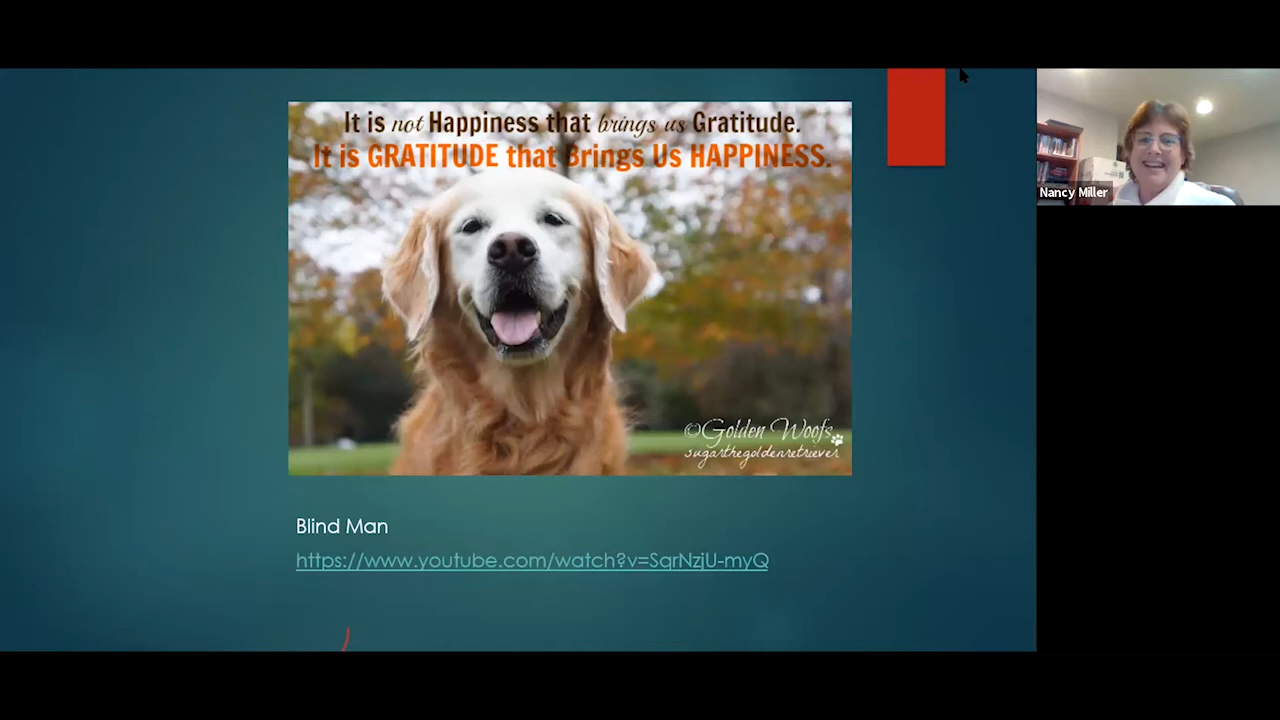 It is not Happiness that brings us Gratitude.
It is GRATITUDE that Brings Us HAPPINESS.
©Golden Woofs
sugarthegoldenretriever
Blind Man
https://www.youtube.com/watch?v=SqrNzjU-myQ
Nancy Miller